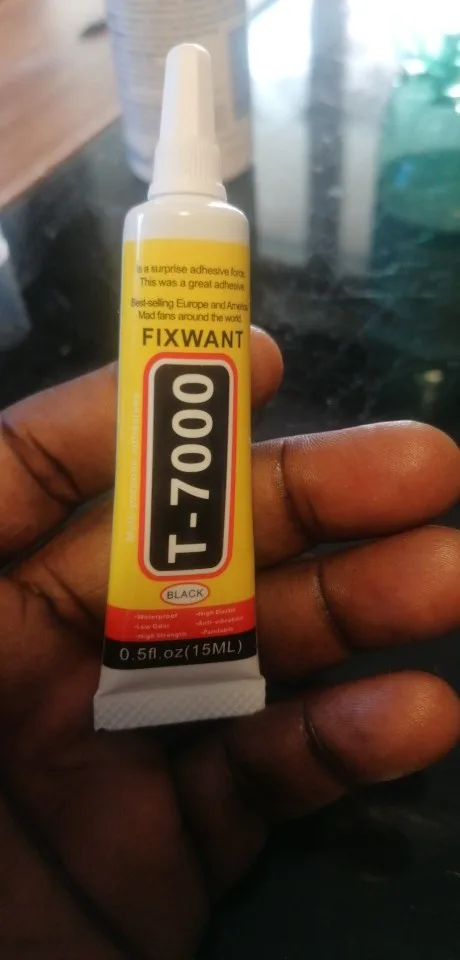 is a surprise adhesive force.
This was a great adhesive
Best-selling Europe and America
Mad fans around the world.
FIXWANT
T-7000
BLACK
-Waterproof -High Elastic
-Low Odor -Anti-vibration
-High Strength -Paintable
0.5fl.oz(15ML)